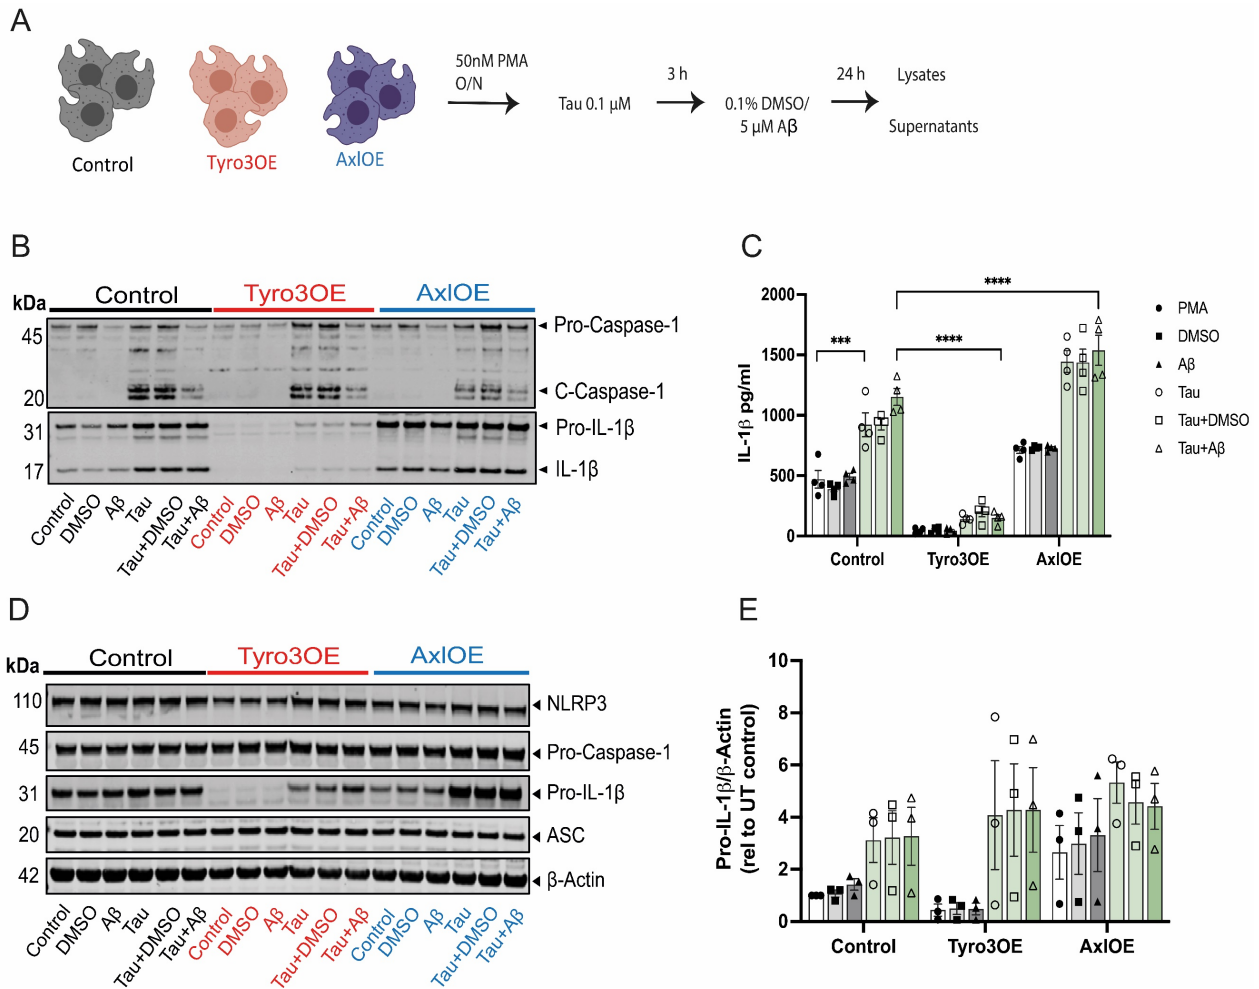 A
Control
Tyro3OE
AxlOE
50nM PMA
O/N
Tau 0.1 µM
3 h
0.1% DMSO/
5 µM Aβ
24 h
Lysates
Supernatants
B
kDa
Control
Tyro3OE
AxlOE
45
20
31
17
Pro-Caspase-1
C-Caspase-1
Pro-IL-1β
IL-1β
Control
DMSO
Aβ
Tau
Tau+DMSO
Tau+Aβ
Control
DMSO
Aβ
Tau
Tau+DMSO
Tau+Aβ
Control
DMSO
Aβ
Tau
Tau+DMSO
Tau+Aβ
C
IL-1β pg/ml
2000
1500
1000
500
0
***
****
****
Control
Tyro3OE
AxlOE
PMA
DMSO
Aβ
Tau
Tau+DMSO
Tau+Aβ
D
kDa
Control
Tyro3OE
AxlOE
110
45
31
20
42
NLRP3
Pro-Caspase-1
Pro-IL-1β
ASC
β-Actin
Control
DMSO
Aβ
Tau
Tau+DMSO
Tau+Aβ
Control
DMSO
Aβ
Tau
Tau+DMSO
Tau+Aβ
Control
DMSO
Aβ
Tau
Tau+DMSO
Tau+Aβ
E
Pro-IL-1β/β-Actin
(rel to UT control)
10
8
6
4
2
0
Control
Tyro3OE
AxlOE